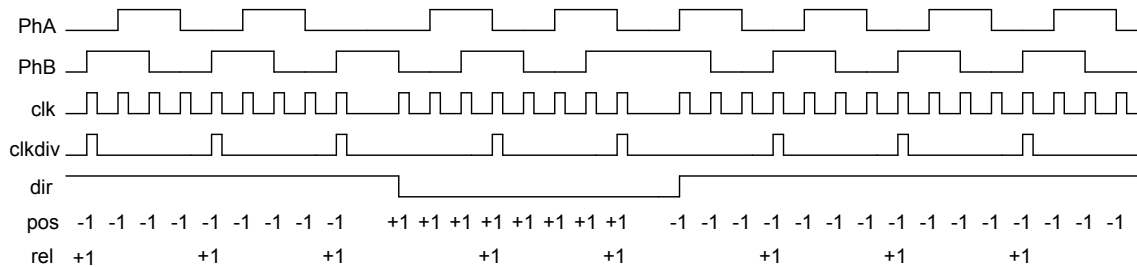 PhA
PhB
clk
clkdiv
dir
pos -1 -1 -1 -1 -1 -1 -1 -1 -1 +1 +1 +1 +1 +1 +1 +1 +1 -1 -1 -1 -1 -1 -1 -1 -1 -1 -1 -1 -1 -1 -1 -1
rel +1 +1 +1 +1 +1 +1 +1 +1